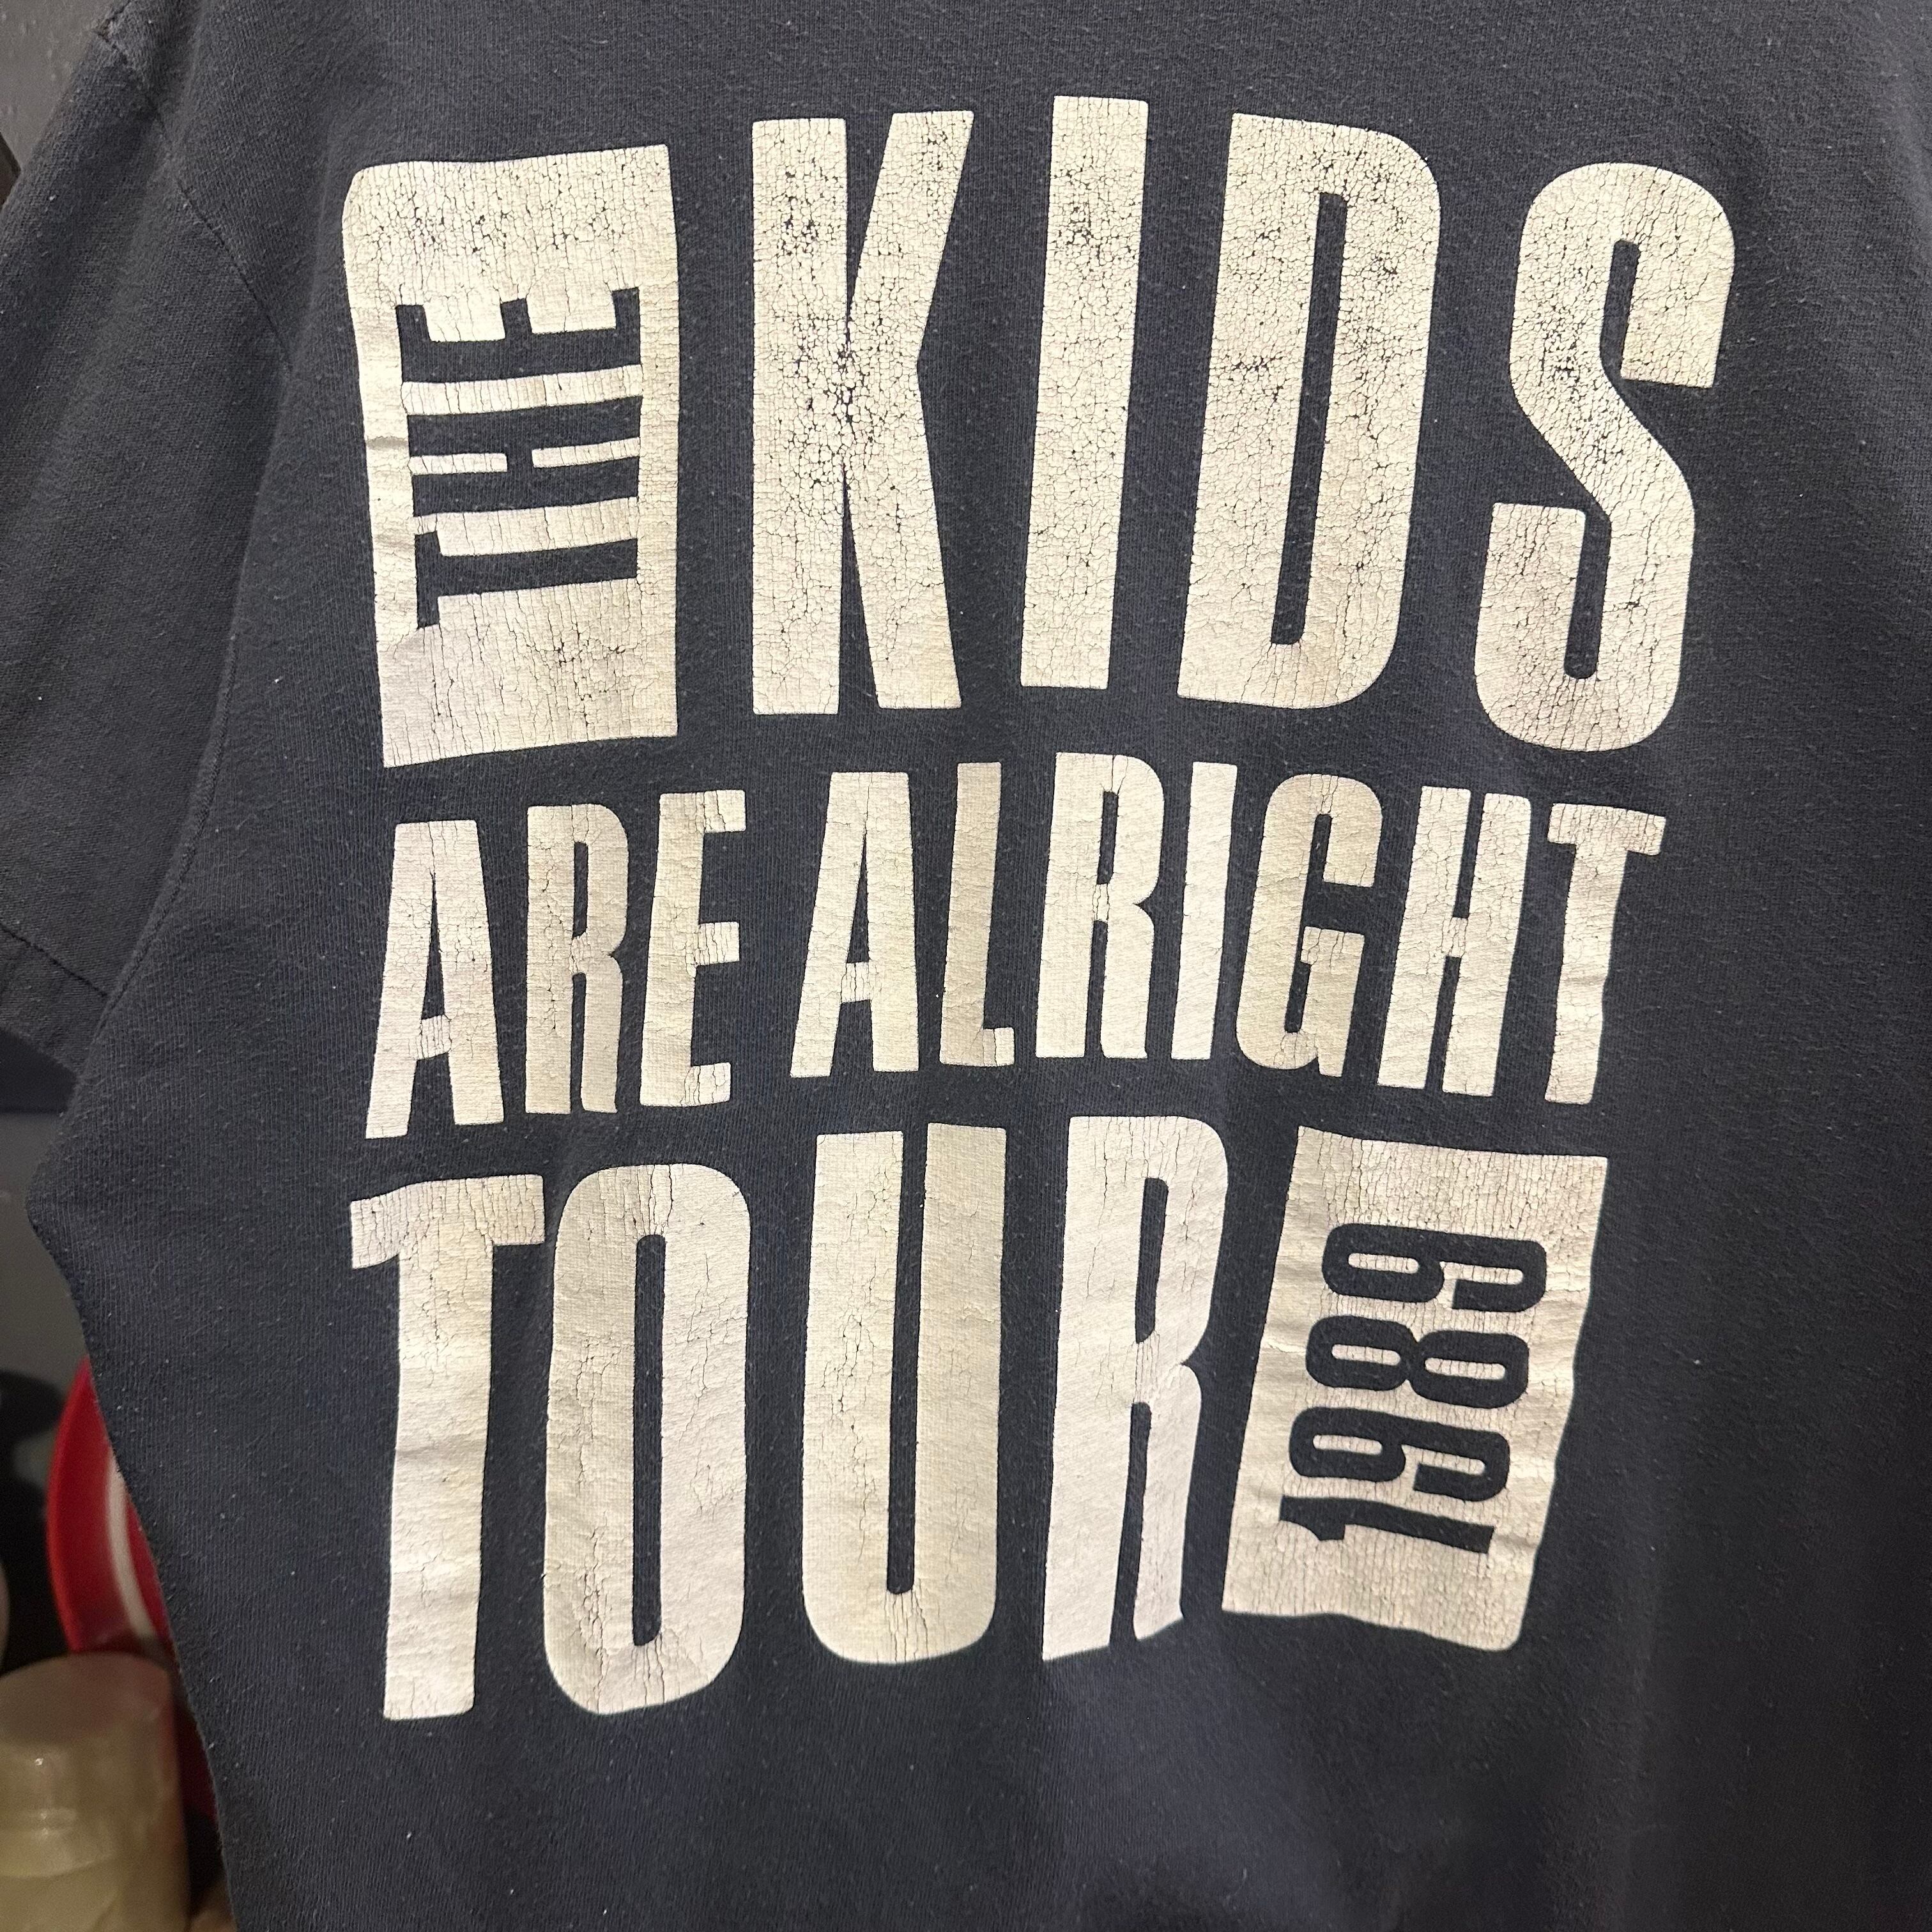 THE KIDS
ARE ALRIGHT
TOUR 1989